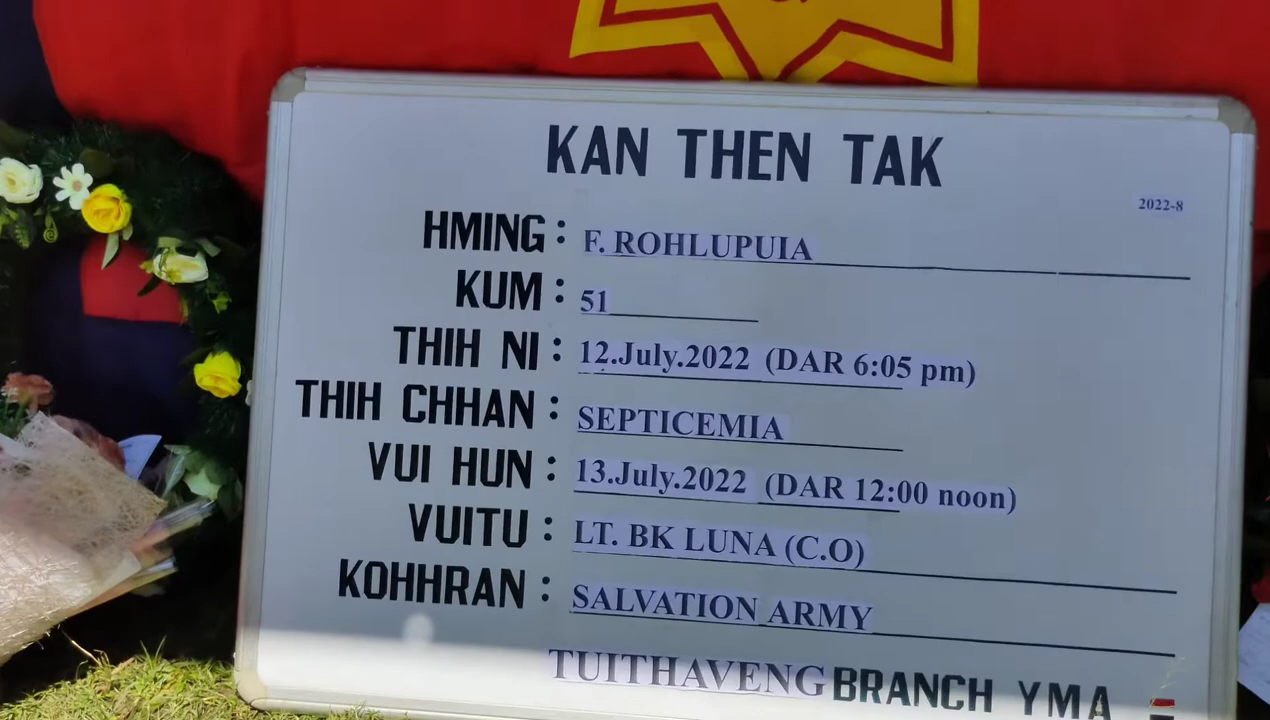 KAN THEN TAK
2022-8
HMING : F. ROHLUPUIA
KUM : 51
THIH NI : 12.July.2022 (DAR 6:05 pm)
THIH CHHAN : SEPTICEMIA
VUI HUN : 13.July.2022 (DAR 12:00 noon)
VUITU : LT. BK LUNA (C.O)
KOHHRAN : SALVATION ARMY
TUITHAVENG BRANCH YMA